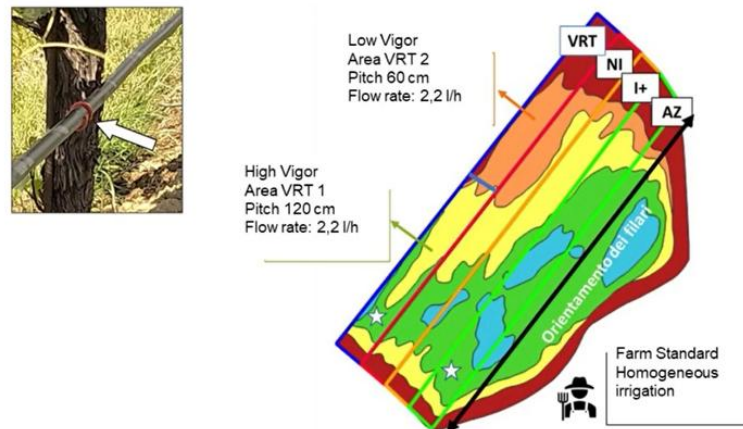 Low Vigor
Area VRT 2
Pitch 60 cm
Flow rate: 2,2 l/h
High Vigor
Area VRT 1
Pitch 120 cm
Flow rate: 2,2 l/h
VRT
NI
I+
AZ
Orientamento dei filari
Farm Standard
Homogeneous
irrigation